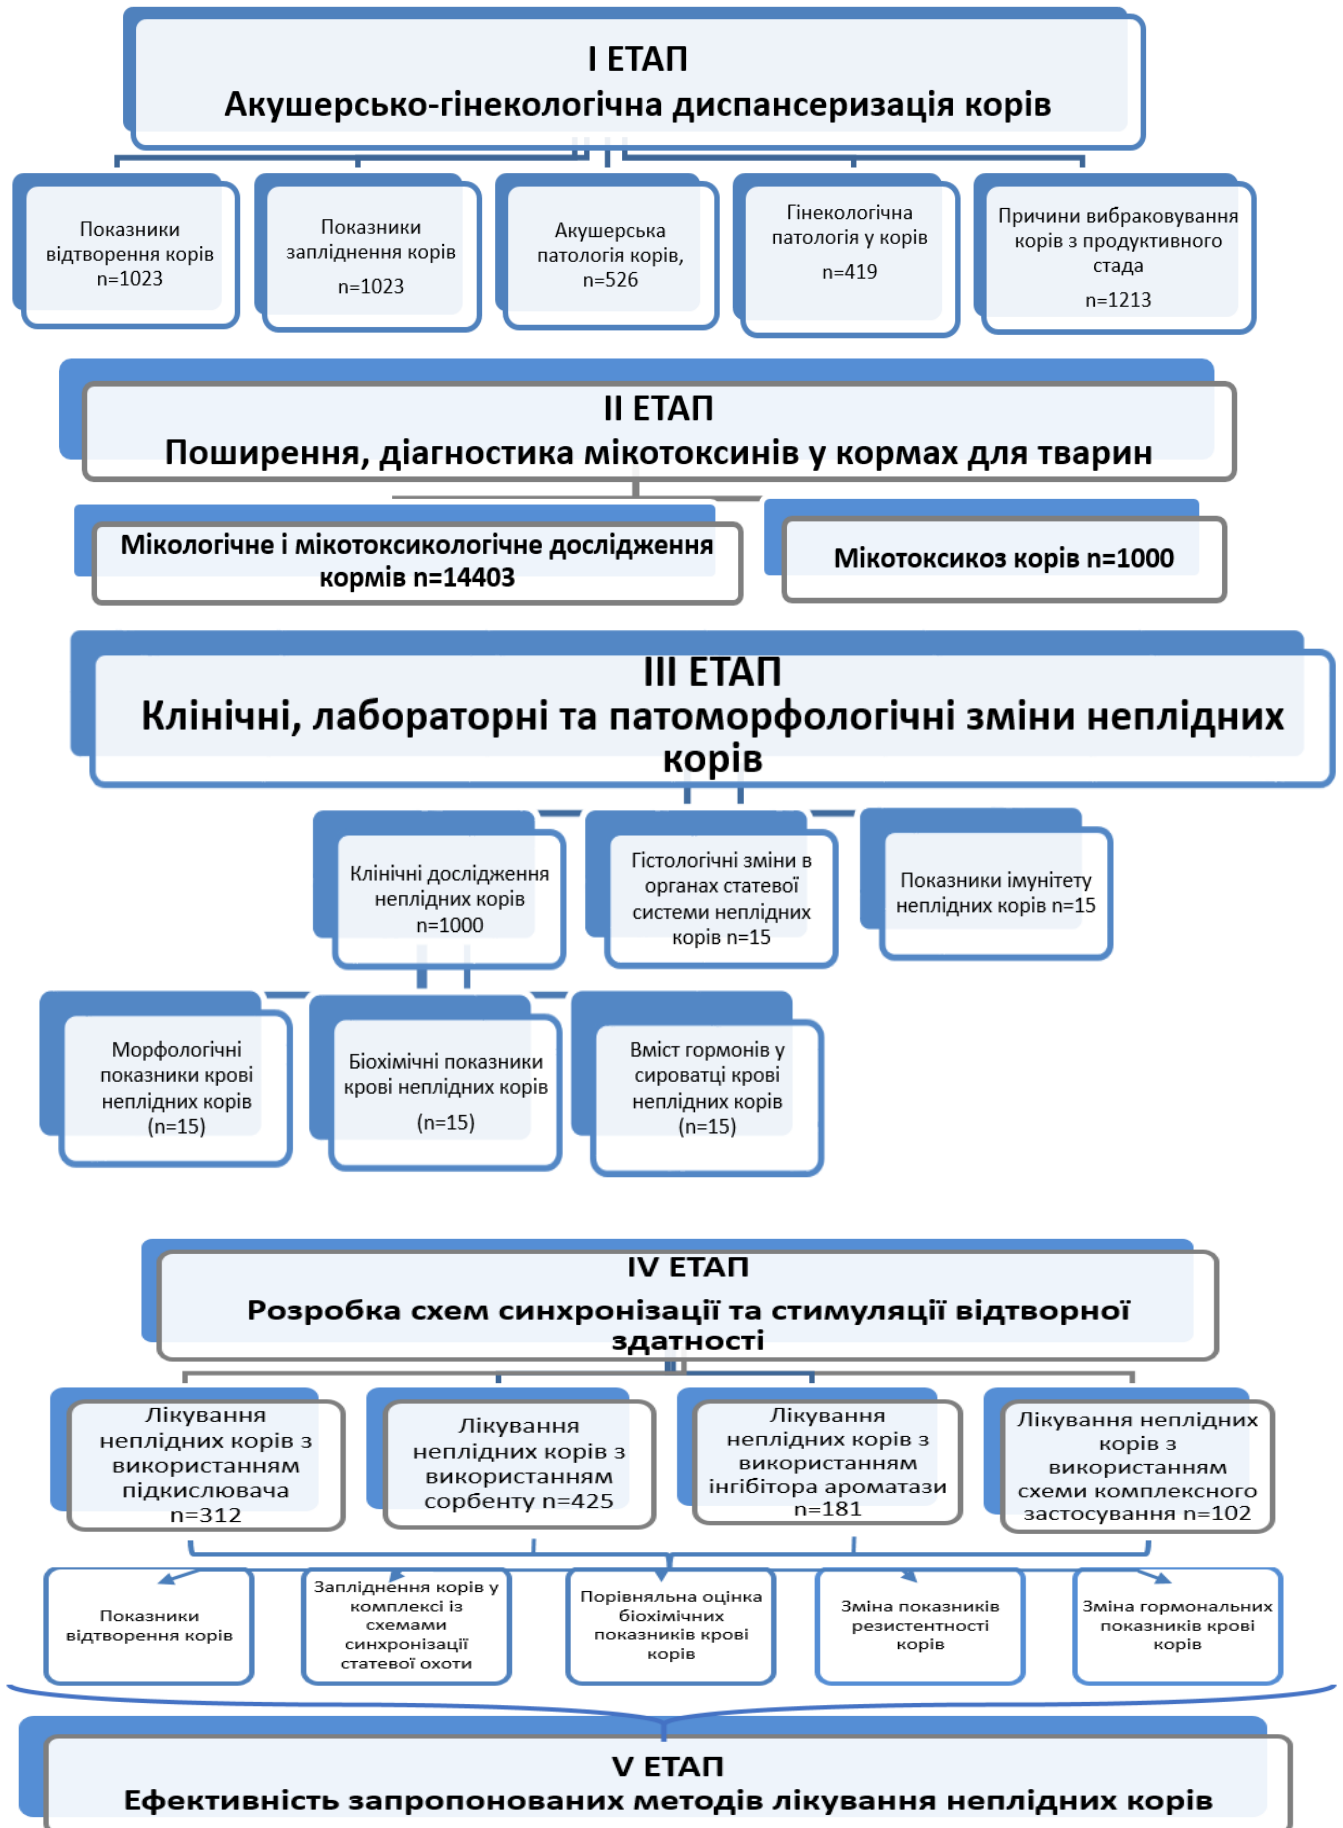 І ЕТАП
Акушерсько-гінекологічна диспансеризація корів
Показники
відтворення корів
n=1023
Показники
запліднення корів
n=1023
Акушерська
патологія корів,
n=526
Гінекологічна
патологія у корів
n=419
Причини вибраковування
корів з продуктивного
стада
n=1213
ІІ ЕТАП
Поширення, діагностика мікотоксинів у кормах для тварин
Мікологічне і мікотоксикологічне дослідження
кормів n=14403
Мікотоксикоз корів n=1000
ІІІ ЕТАП
Клінічні, лабораторні та патоморфологічні зміни неплідних
корів
Клінічні дослідження
неплідних корів
n=1000
Гістологічні зміни в
органах статевої
системи неплідних
корів n=15
Показники імунітету
неплідних корів n=15
Морфологічні
показники крові
неплідних корів
(n=15)
Біохімічні показники
крові неплідних корів
(n=15)
Вміст гормонів у
сироватці крові
неплідних корів
(n=15)
IV ЕТАП
Розробка схем синхронізації та стимуляції відтворної
здатності
Лікування
неплідних корів з
використанням
підкислювача
n=312
Лікування
неплідних корів з
використанням
сорбенту n=425
Лікування
неплідних корів з
використанням
інгібітора ароматази
n=181
Лікування неплідних
корів з
використанням
схеми комплексного
застосування n=102
Показники
відтворення корів
Запліднення корів у
комплексі із
схемами
синхронізації
статевої охоти
Порівняльна оцінка
біохімічних
показників крові
корів
Зміна показників
резистентності
корів
Зміна гормональних
показників крові
корів
V ЕТАП
Ефективність запропонованих методів лікування неплідних корів